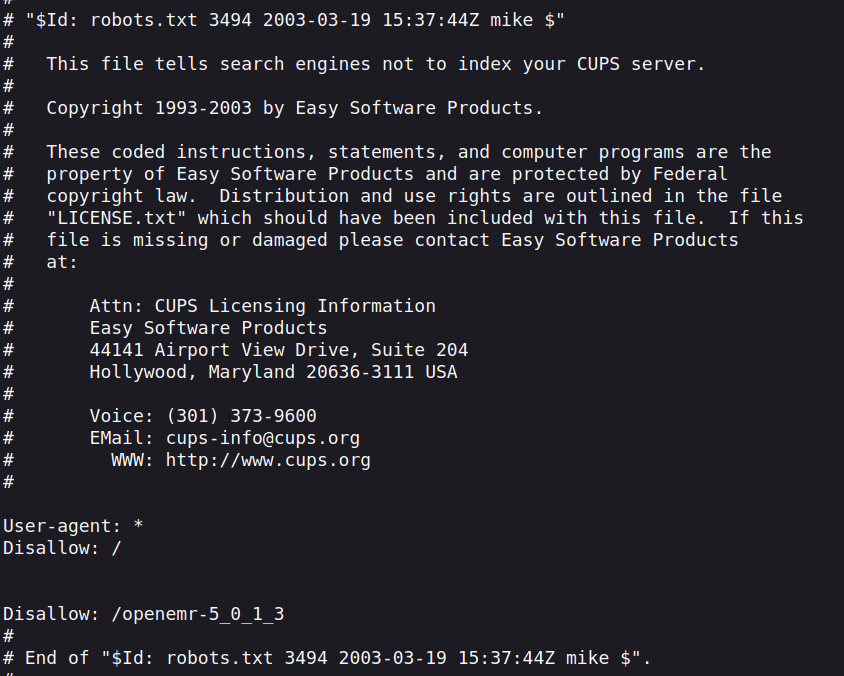 #
# "$Id: robots.txt 3494 2003-03-19 15:37:44Z mike $"
#
#   This file tells search engines not to index your CUPS server.
#
#   Copyright 1993-2003 by Easy Software Products.
#
#   These coded instructions, statements, and computer programs are the
#   property of Easy Software Products and are protected by Federal
#   copyright law.  Distribution and use rights are outlined in the file
#   "LICENSE.txt" which should have been included with this file.  If this
#   file is missing or damaged please contact Easy Software Products
#   at:
#
#       Attn: CUPS Licensing Information
#       Easy Software Products
#       44141 Airport View Drive, Suite 204
#       Hollywood, Maryland 20636-3111 USA
#
#       Voice: (301) 373-9600
#       EMail: cups-info@cups.org
#         WWW: http://www.cups.org
#

User-agent: *
Disallow: /


Disallow: /openemr-5_0_1_3
#
# End of "$Id: robots.txt 3494 2003-03-19 15:37:44Z mike $".
#